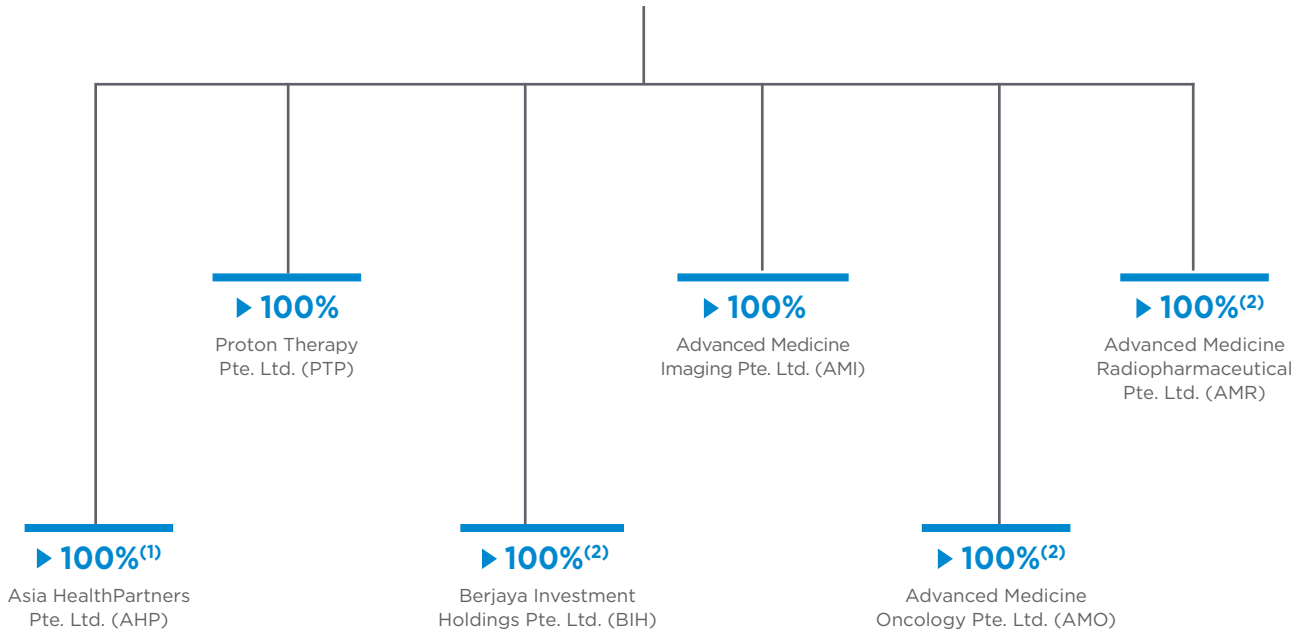 ▶ 100%
Proton Therapy
Pte. Ltd. (PTP)
▶ 100%
Advanced Medicine
Imaging Pte. Ltd. (AMI)
▶ 100%(2)
Advanced Medicine
Radiopharmaceutical
Pte. Ltd. (AMR)
▶ 100%(1)
Asia HealthPartners
Pte. Ltd. (AHP)
▶ 100%(2)
Berjaya Investment
Holdings Pte. Ltd. (BIH)
▶ 100%(2)
Advanced Medicine
Oncology Pte. Ltd. (AMO)